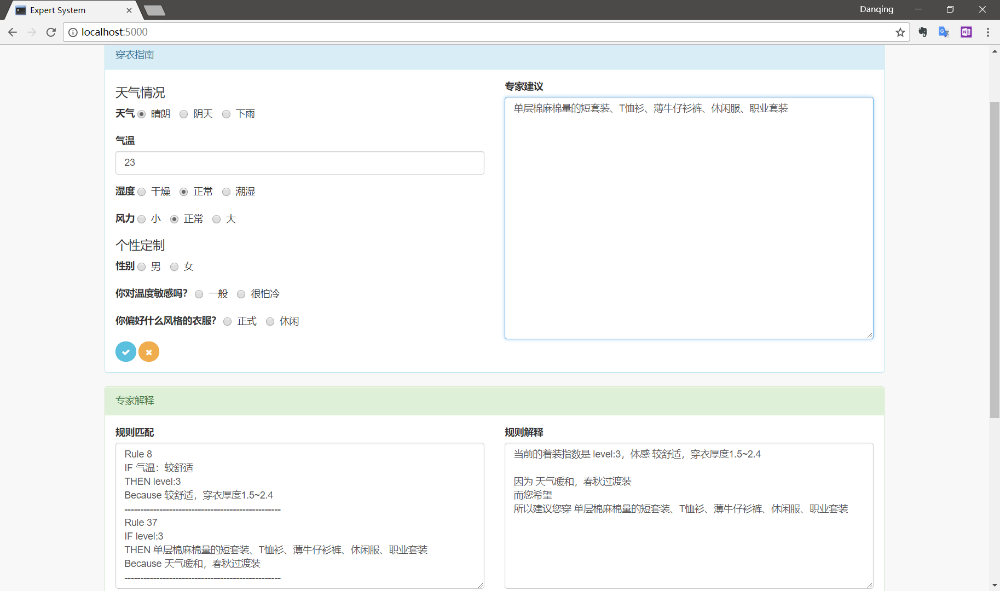 Expert System
Danqing
localhost:5000
穿衣指南
天气情况
天气 晴朗 阴天 下雨
气温
23
湿度 干燥 正常 潮湿
风力 小 正常 大
个性定制
性别 男 女
你对温度敏感吗？ 一般 很怕冷
你偏好什么风格的衣服？ 正式 休闲
专家建议
单层棉麻棉量的短套装、T恤衫、薄牛仔衫裤、休闲服、职业套装
专家解释
规则匹配
Rule 8
IF 气温：较舒适
THEN level:3
Because 较舒适，穿衣厚度1.5~2.4
-------------------------------------------------
Rule 37
IF level:3
THEN 单层棉麻棉量的短套装、T恤衫、薄牛仔衫裤、休闲服、职业套装
Because 天气暖和，春秋过渡装
-------------------------------------------------
规则解释
当前的着装指数是 level:3，体感 较舒适，穿衣厚度1.5~2.4
因为 天气暖和，春秋过渡装
而您希望
所以建议您穿 单层棉麻棉量的短套装、T恤衫、薄牛仔衫裤、休闲服、职业套装